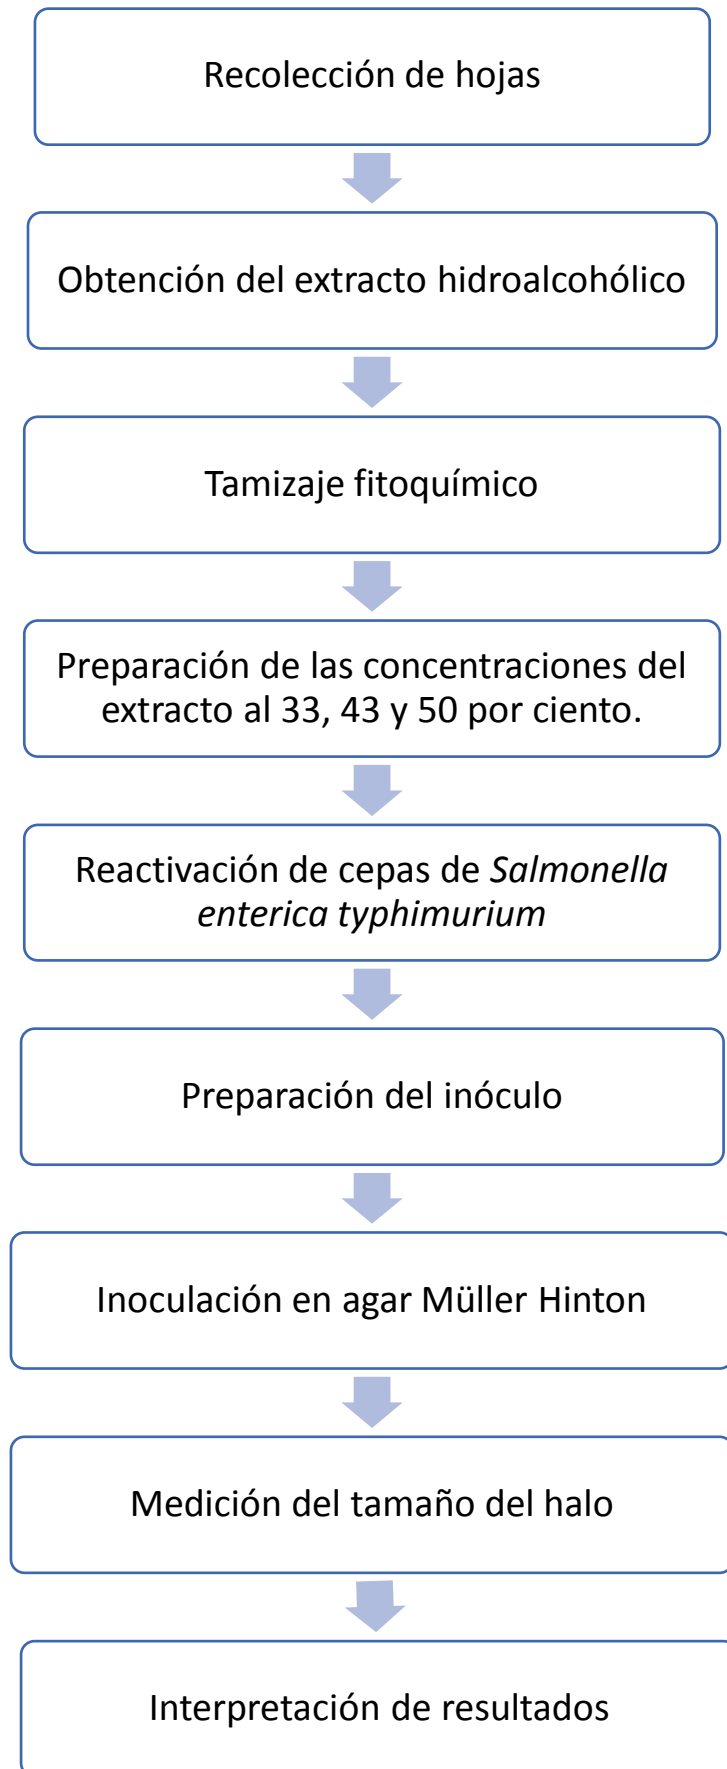 Recolección de hojas
Obtención del extracto hidroalcohólico
Tamizaje fitoquímico
Preparación de las concentraciones del
extracto al 33, 43 y 50 por ciento.
Reactivación de cepas de Salmonella
enterica typhimurium
Preparación del inóculo
Inoculación en agar Müller Hinton
Medición del tamaño del halo
Interpretación de resultados